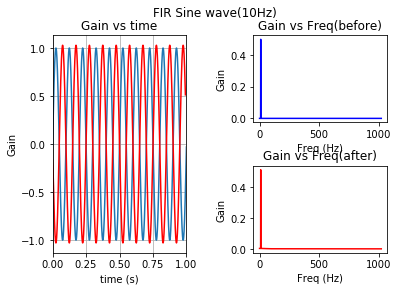 FIR Sine wave(10Hz)
Gain vs time
Gain
1.0
0.5
0.0
−0.5
−1.0
0.00 0.25 0.50 0.75 1.00
time (s)
Gain vs Freq(before)
Gain
0.4
0.2
0.0
0 500 1000
Freq (Hz)
Gain vs Freq(after)
Gain
0.4
0.2
0.0
0 500 1000
Freq (Hz)